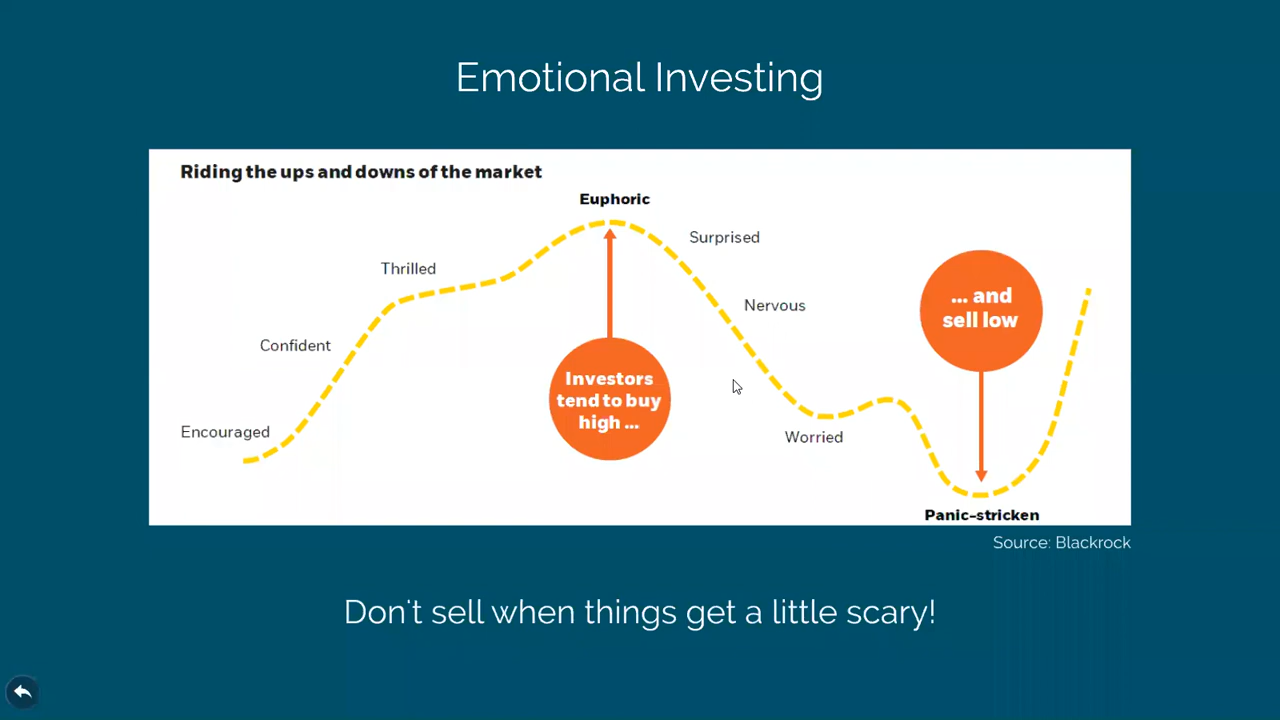 Emotional Investing
Riding the ups and downs of the market
Euphoric
Surprised
Thrilled
Nervous
... and
sell low
Confident
Investors
tend to buy
high ...
Encouraged
Worried
Panic-stricken
Source: Blackrock
Don't sell when things get a little scary!